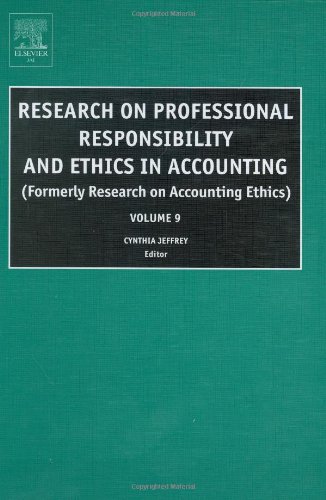 ELSEVIER
JAI
RESEARCH ON PROFESSIONAL
RESPONSIBILITY
AND ETHICS IN ACCOUNTING
(Formerly Research on Accounting Ethics)
VOLUME 9
CYNTHIA JEFFREY
Editor